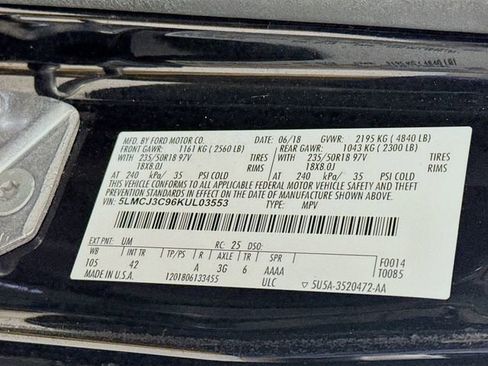 MFD. BY FORD MOTOR CO.
DATE: 06/18 GVWR: 2195 KG ( 4840 LB)
FRONT GAWR: 1161 KG ( 2560 LB) REAR GAWR: 1043 KG ( 2300 LB)
WITH 235/50R18 97V TIRES WITH 235/50R18 97V TIRES
18X8.0J RIMS 18X8.0J RIMS
AT 240 kPa/ 35 PSI COLD AT 240 kPa/ 35 PSI COLD
THIS VEHICLE CONFORMS TO ALL APPLICABLE FEDERAL MOTOR VEHICLE SAFETY AND THEFT
PREVENTION STANDARDS IN EFFECT ON THE DATE OF MANUFACTURE SHOWN ABOVE.
VIN: 5LMCJ3C96KUL03553 TYPE: MPV
EXT PNT: UM RC: 25 DSO:
WB INT TR TP/PS R AXLE TR SPR
105 42 A 3G 6 AAAA F0014
MADE IN U.S.A. 1201806133455 ULC T0085
5U5A-3520472-AA